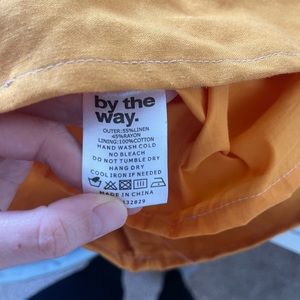 by the
way.
OUTER:55%LINEN
45%RAYON
LINING:100%COTTON
HAND WASH COLD
NO BLEACH
DO NOT TUMBLE DRY
HANG DRY
COOL IRON IF NEEDED
MADE IN CHINA